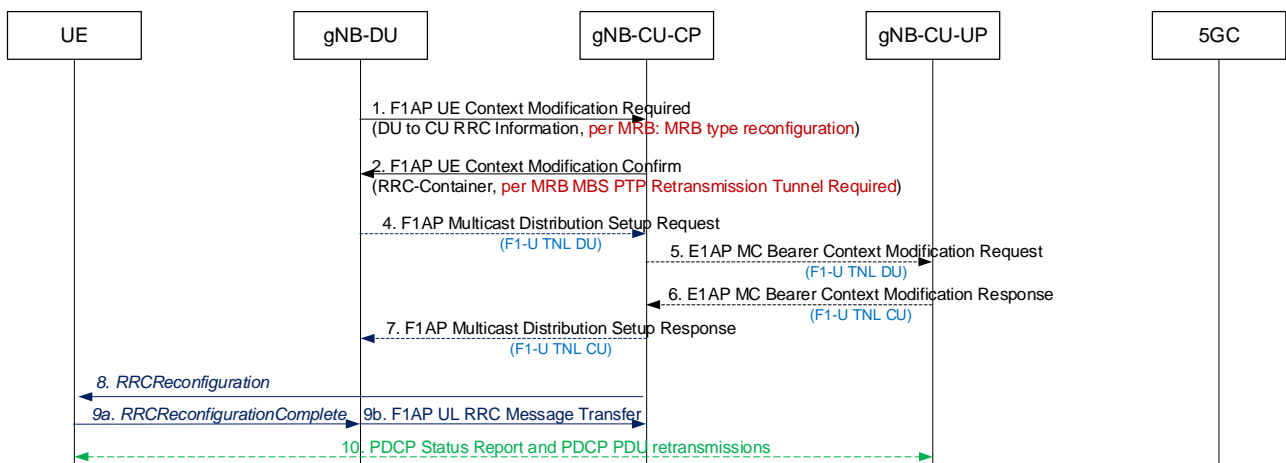 UE
gNB-DU
gNB-CU-CP
gNB-CU-UP
5GC
1. F1AP UE Context Modification Required
(DU to CU RRC Information, per MRB: MRB type reconfiguration)
2. F1AP UE Context Modification Confirm
(RRC-Container, per MRB MBS PTP Retransmission Tunnel Required)
4. F1AP Multicast Distribution Setup Request
(F1-U TNL DU)
5. E1AP MC Bearer Context Modification Request
(F1-U TNL DU)
6. E1AP MC Bearer Context Modification Response
(F1-U TNL CU)
7. F1AP Multicast Distribution Setup Response
(F1-U TNL CU)
8. RRCReconfiguration
9a. RRCReconfigurationComplete
9b. F1AP UL RRC Message Transfer
10. PDCP Status Report and PDCP PDU retransmissions